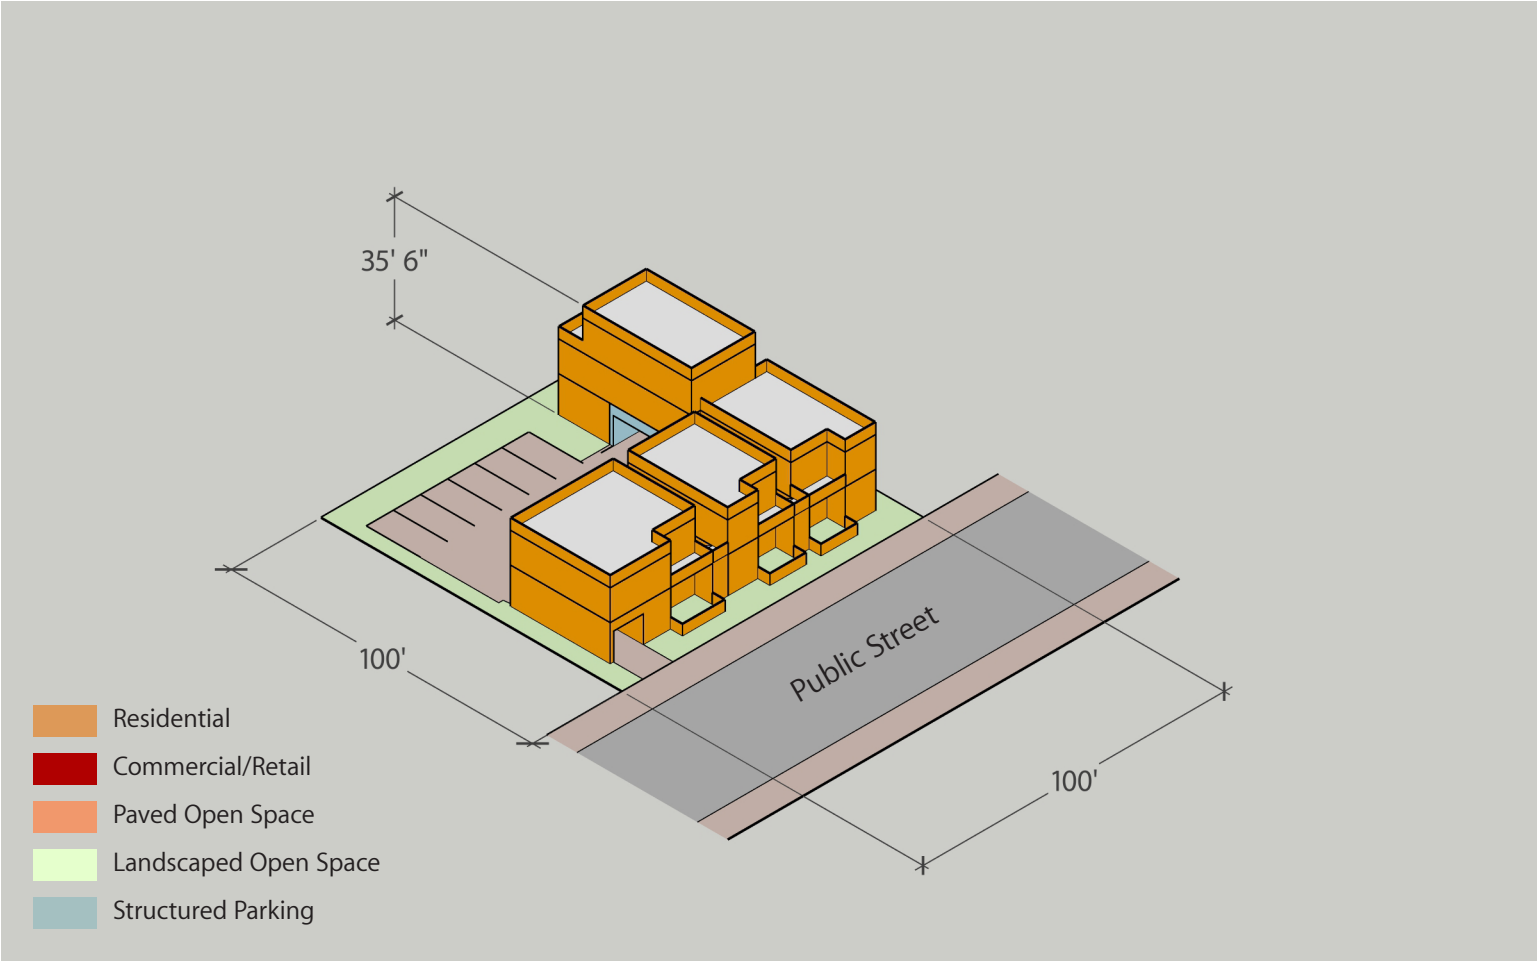 35' 6"
100'
Public Street
100'
Residential
Commercial/Retail
Paved Open Space
Landscaped Open Space
Structured Parking